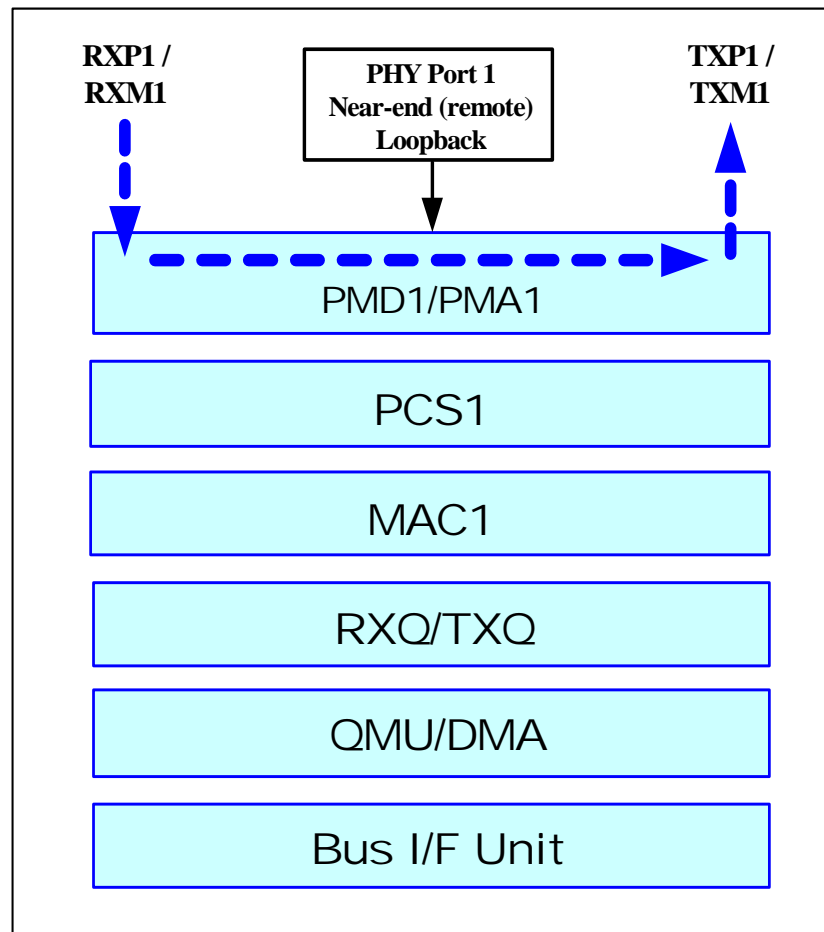 RXP1 /
RXM1
PHY Port 1
Near-end (remote)
Loopback
TXP1 /
TXM1
PMD1/PMA1
PCS1
MAC1
RXQ/TXQ
QMU/DMA
Bus I/F Unit